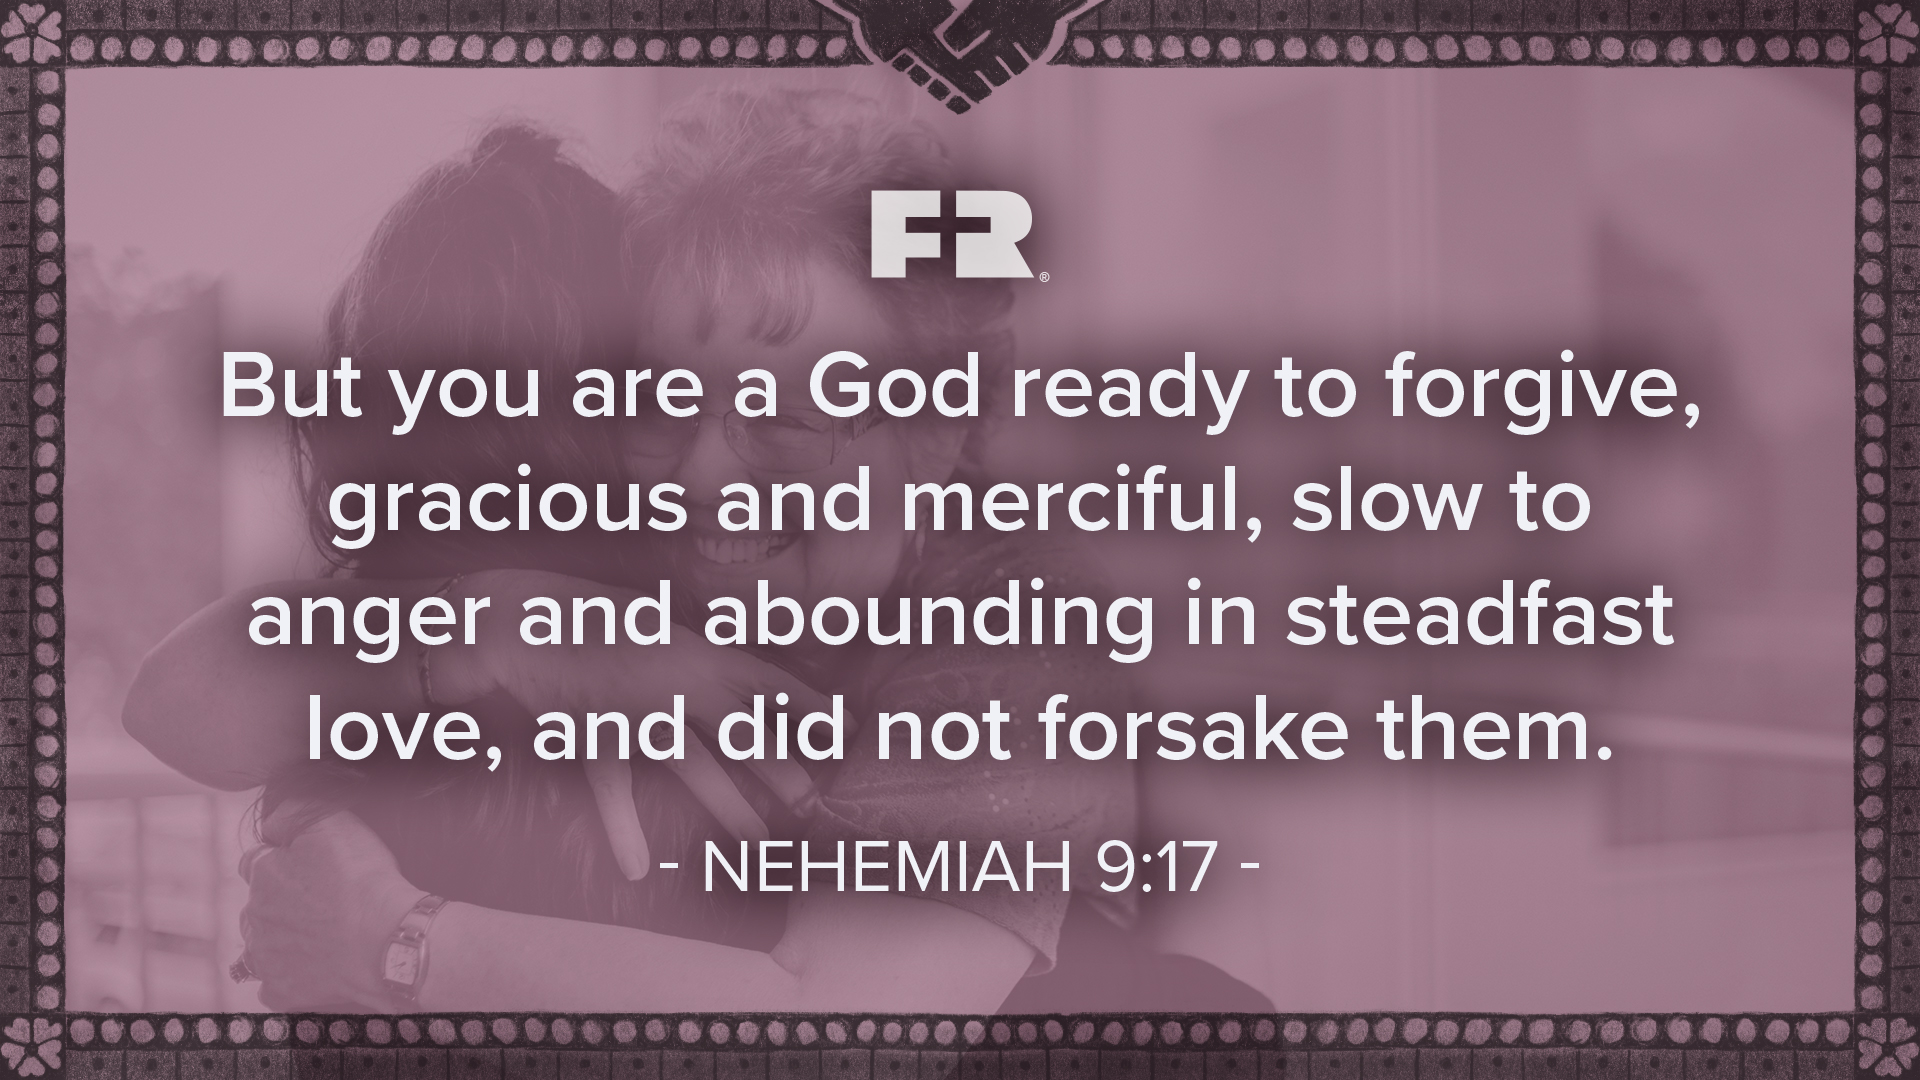 FR®
But you are a God ready to forgive,
gracious and merciful, slow to
anger and abounding in steadfast
love, and did not forsake them.
- NEHEMIAH 9:17 -